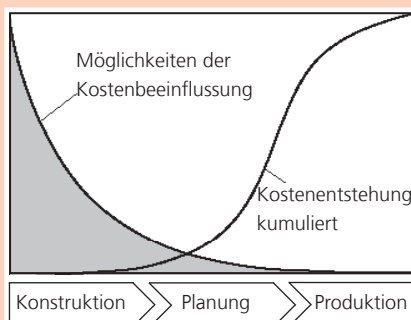 Möglichkeiten der
Kostenbeeinflussung
Kostenentstehung
kumuliert
Konstruktion
Planung
Produktion